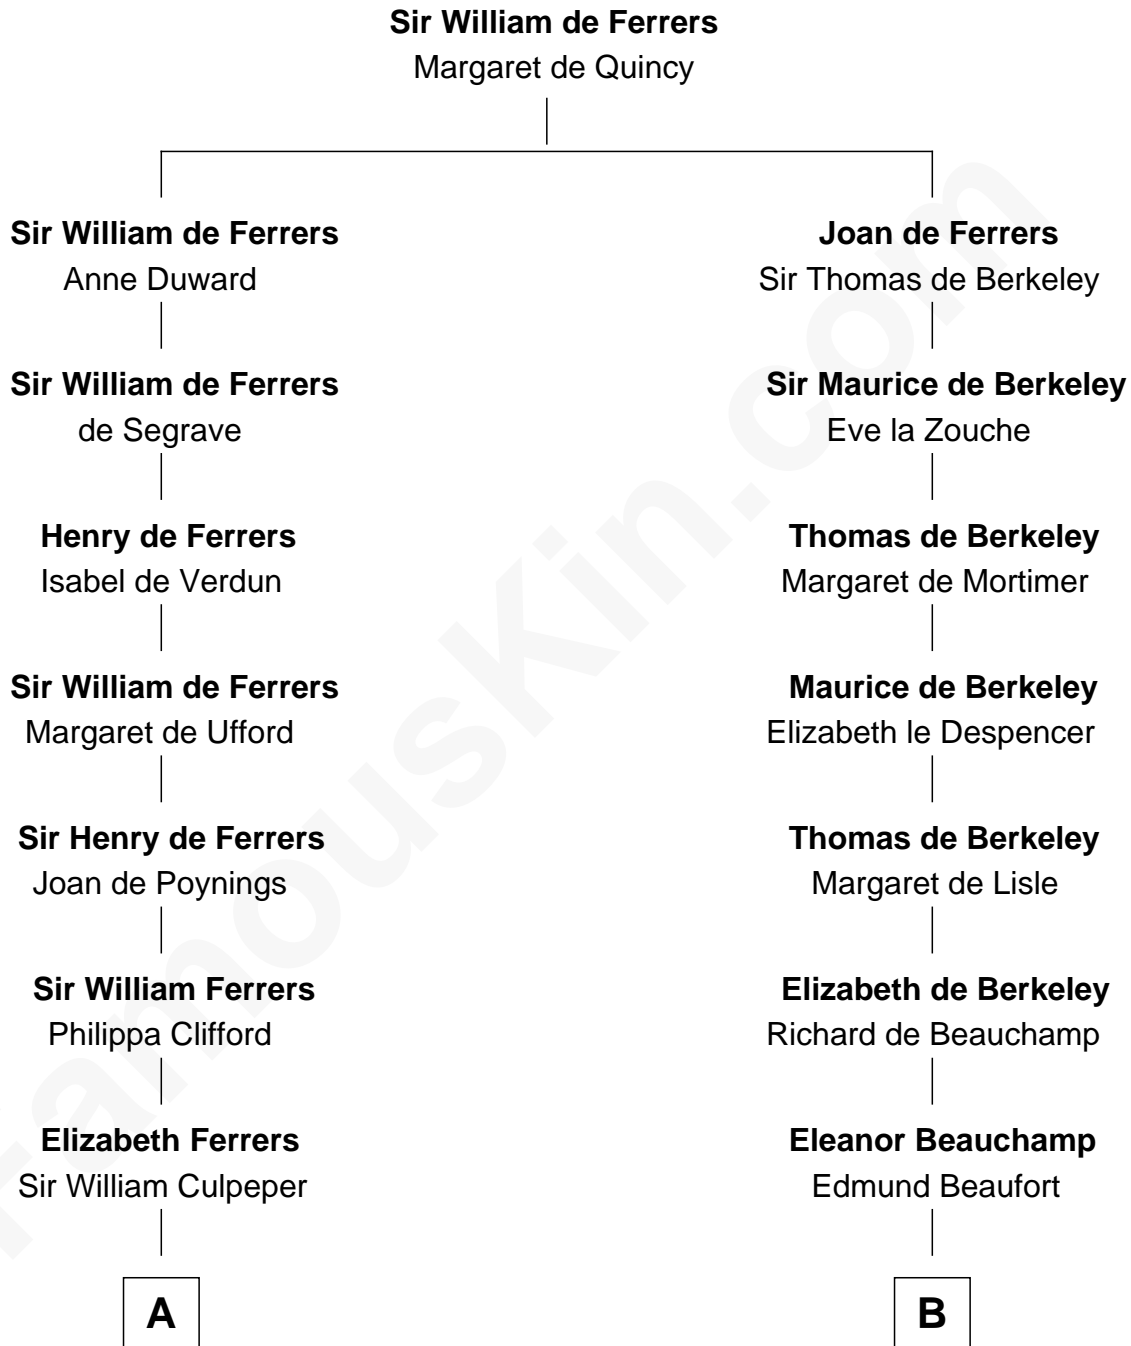 Sir William de Ferrers
Margaret de Quincy
Sir William de Ferrers
Anne Duward
Sir William de Ferrers
de Segrave
Henry de Ferrers
Isabel de Verdun
Sir William de Ferrers
Margaret de Ufford
Sir Henry de Ferrers
Joan de Poynings
Sir William Ferrers
Philippa Clifford
Elizabeth Ferrers
Sir William Culpeper
A
Joan de Ferrers
Sir Thomas de Berkeley
Sir Maurice de Berkeley
Eve la Zouche
Thomas de Berkeley
Margaret de Mortimer
Maurice de Berkeley
Elizabeth le Despencer
Thomas de Berkeley
Margaret de Lisle
Elizabeth de Berkeley
Richard de Beauchamp
Eleanor Beauchamp
Edmund Beaufort
B
FamousKin.com